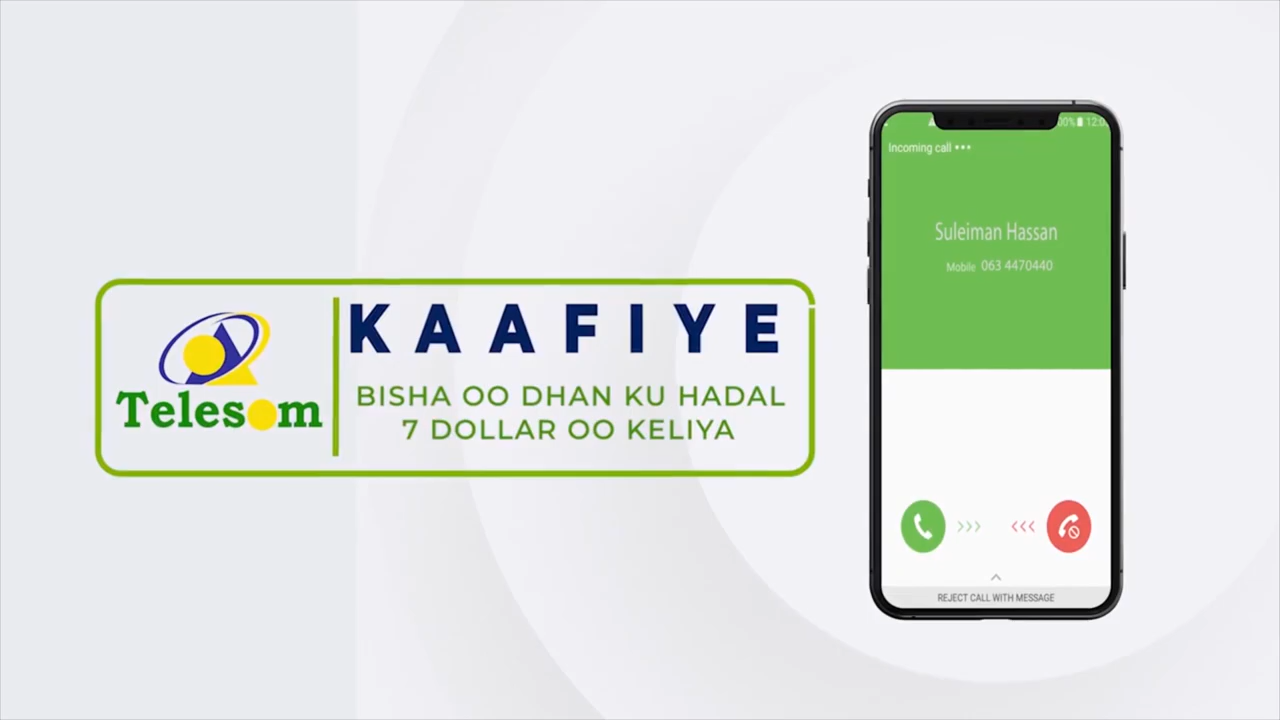 Telesom
KAAFIYE
BISHA OO DHAN KU HADAL
7 DOLLAR OO KELIYA
Incoming call •••
Suleiman Hassan
Mobile 063 4470440
REJECT CALL WITH MESSAGE